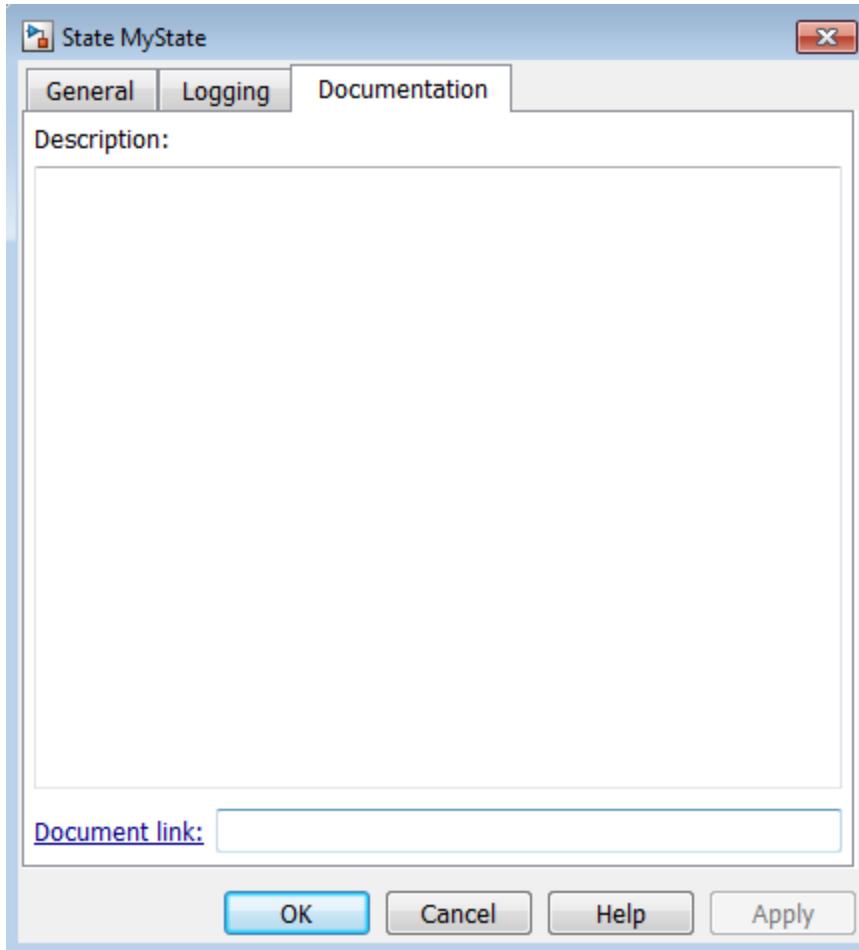 State MyState
General Logging Documentation
Description:
Document link:
OK Cancel Help Apply